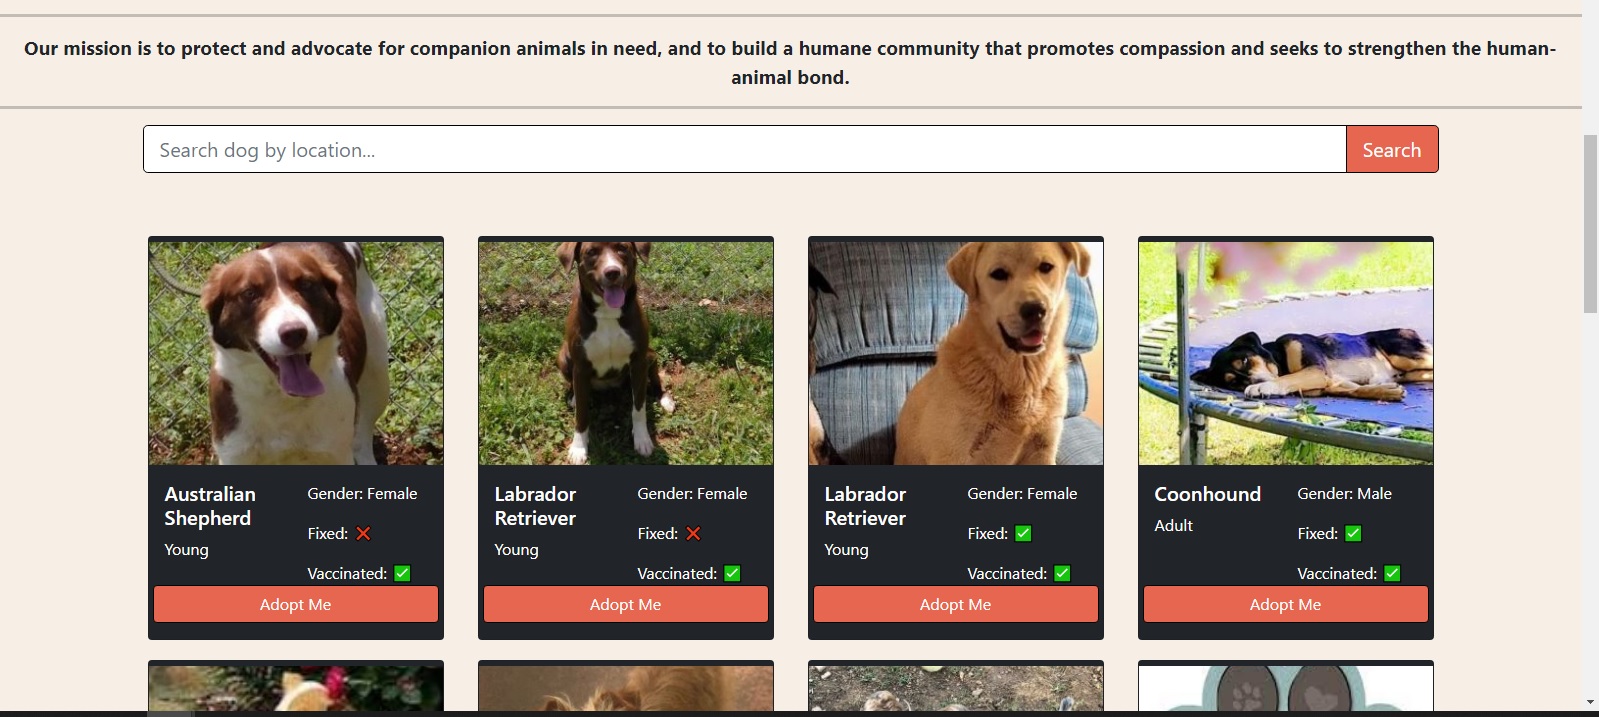 Our mission is to protect and advocate for companion animals in need, and to build a humane community that promotes compassion and seeks to strengthen the human-
animal bond.
Search dog by location...
Search
Australian
Shepherd
Young
Gender: Female
Fixed: ❌
Vaccinated: ✅
Adopt Me
Labrador
Retriever
Young
Gender: Female
Fixed: ❌
Vaccinated: ✅
Adopt Me
Labrador
Retriever
Young
Gender: Female
Fixed: ✅
Vaccinated: ✅
Adopt Me
Coonhound
Adult
Gender: Male
Fixed: ✅
Vaccinated: ✅
Adopt Me